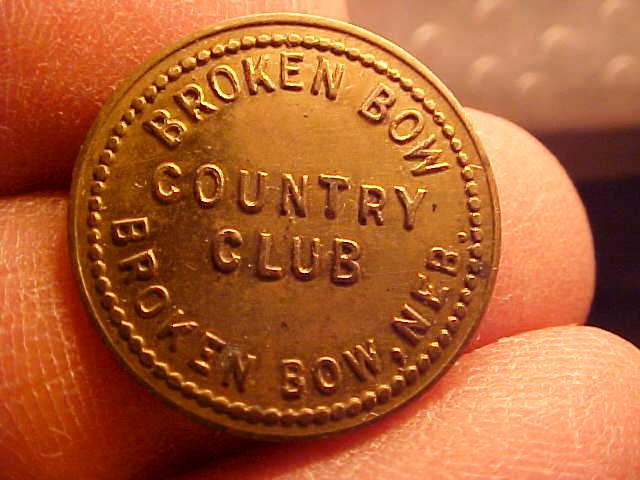 BROKEN BOW
COUNTRY
CLUB
BROKEN BOW, NEB.